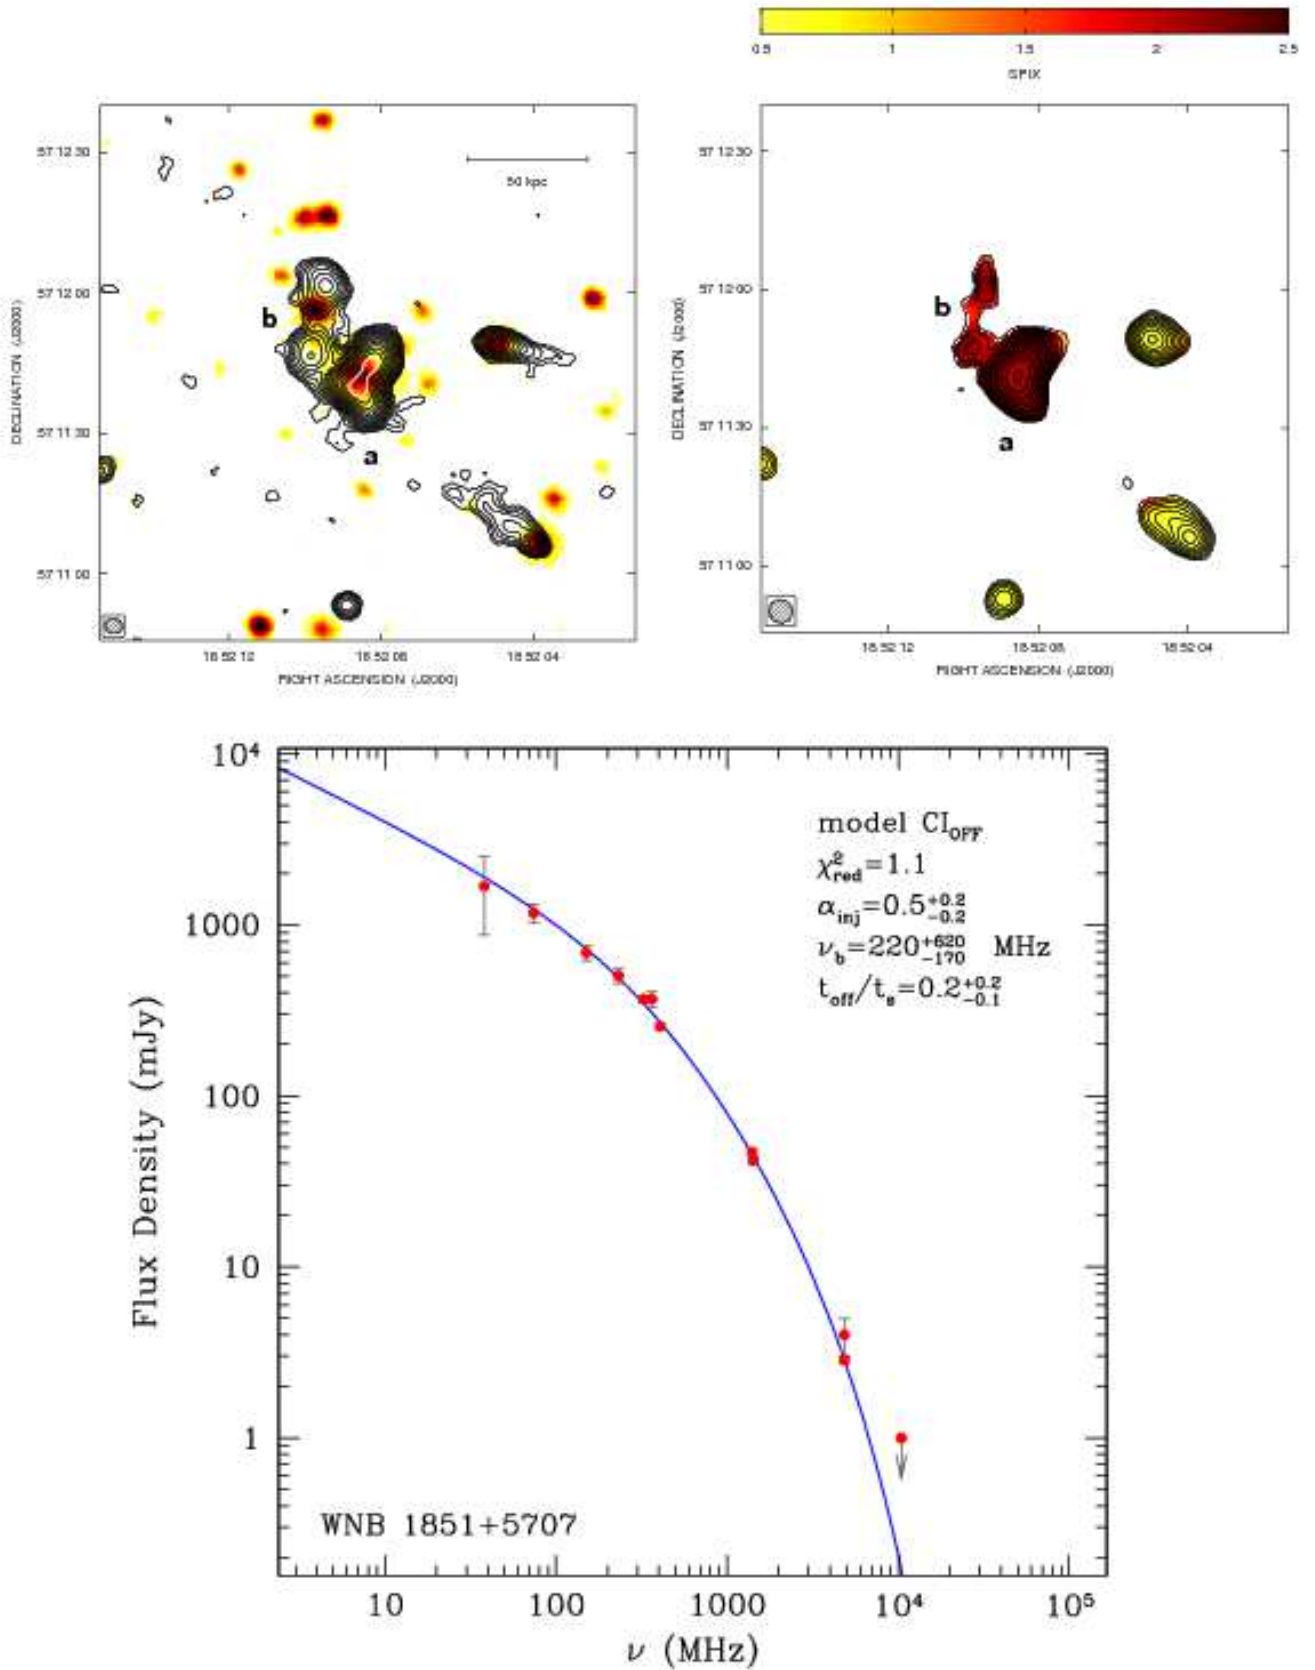 0.5 1 1.5 2 2.5
SPIX
57 12 30
50 kpc
57 12 00
b
57 11 30
a
57 11 00
DECLINATION (J2000)
18 52 12 18 52 08 18 52 04
RIGHT ASCENSION (J2000)
57 12 30
57 12 00
b
57 11 30
a
57 11 00
DECLINATION (J2000)
18 52 12 18 52 08 18 52 04
RIGHT ASCENSION (J2000)
10⁴
1000
100
10
1
Flux Density (mJy)
model CI_OFF
χ²_red=1.1
α_inj=0.5 +0.2 -0.2
ν_b=220 +620 -170 MHz
t_off/t_s=0.2 +0.2 -0.1
WNB 1851+5707
10 100 1000 10⁴ 10⁵
ν (MHz)